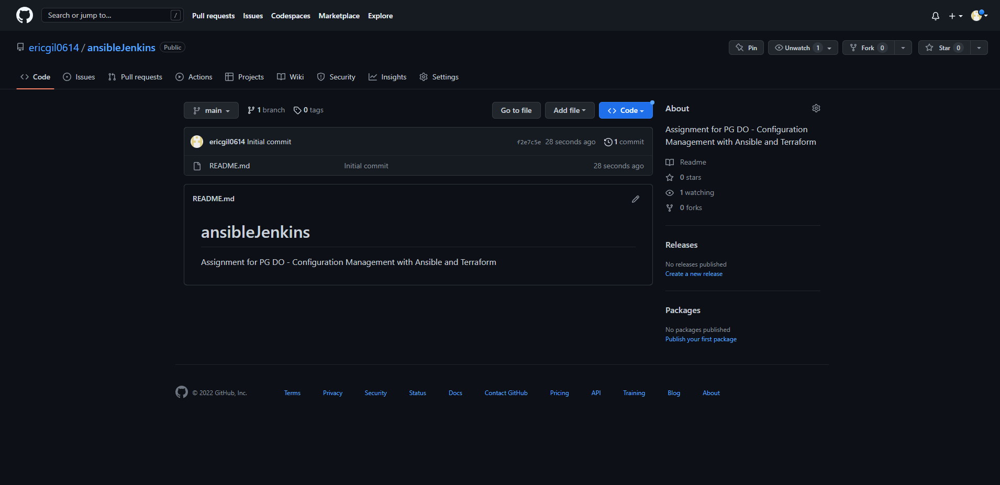 Search or jump to... /
Pull requests Issues Codespaces Marketplace Explore
ericgil0614 / ansibleJenkins Public
Pin Unwatch 1 Fork 0 Star 0
Code Issues Pull requests Actions Projects Wiki Security Insights Settings
main 1 branch 0 tags Go to file Add file Code
ericgil0614 Initial commit f2e7c5e 28 seconds ago 1 commit
README.md Initial commit 28 seconds ago
README.md
ansibleJenkins
Assignment for PG DO - Configuration Management with Ansible and Terraform
About
Assignment for PG DO - Configuration
Management with Ansible and Terraform
Readme
0 stars
1 watching
0 forks
Releases
No releases published
Create a new release
Packages
No packages published
Publish your first package
© 2022 GitHub, Inc. Terms Privacy Security Status Docs Contact GitHub Pricing API Training Blog About